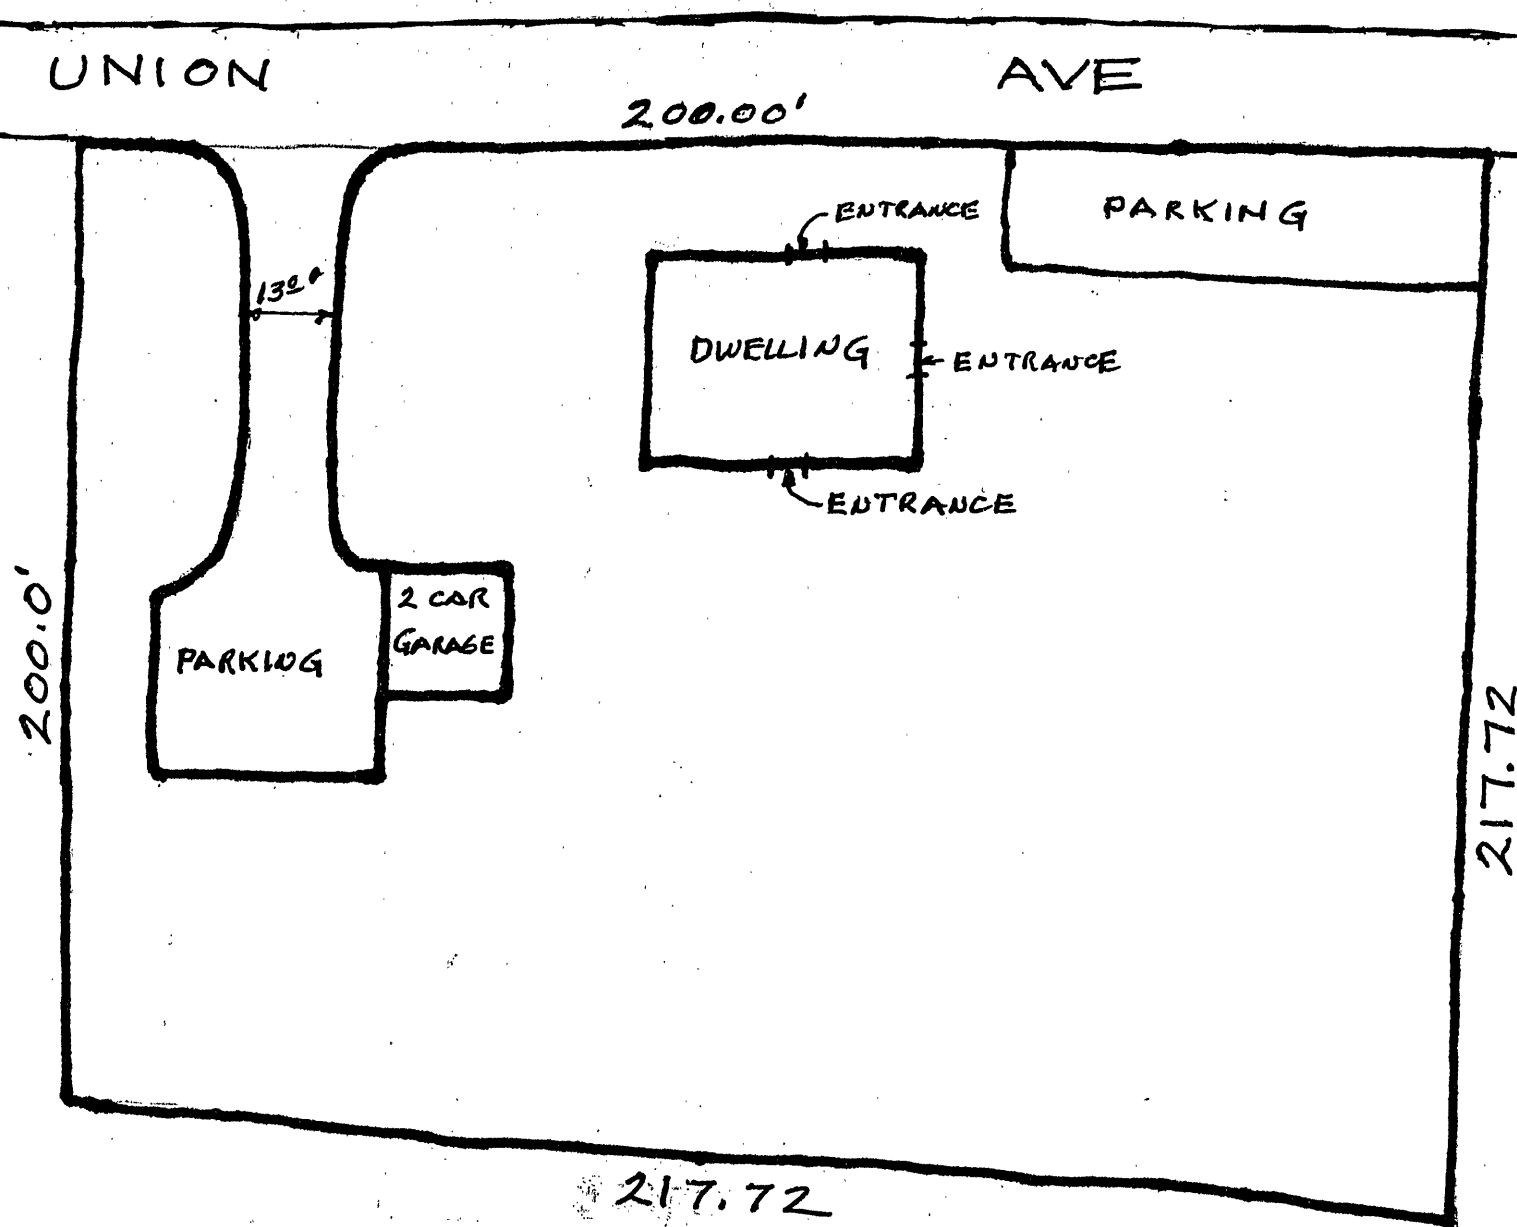 UNION AVE
200.00'
ENTRANCE
PARKING
13º"
DWELLING
ENTRANCE
ENTRANCE
2 CAR
GARAGE
PARKING
200.0'
217.72
217.72